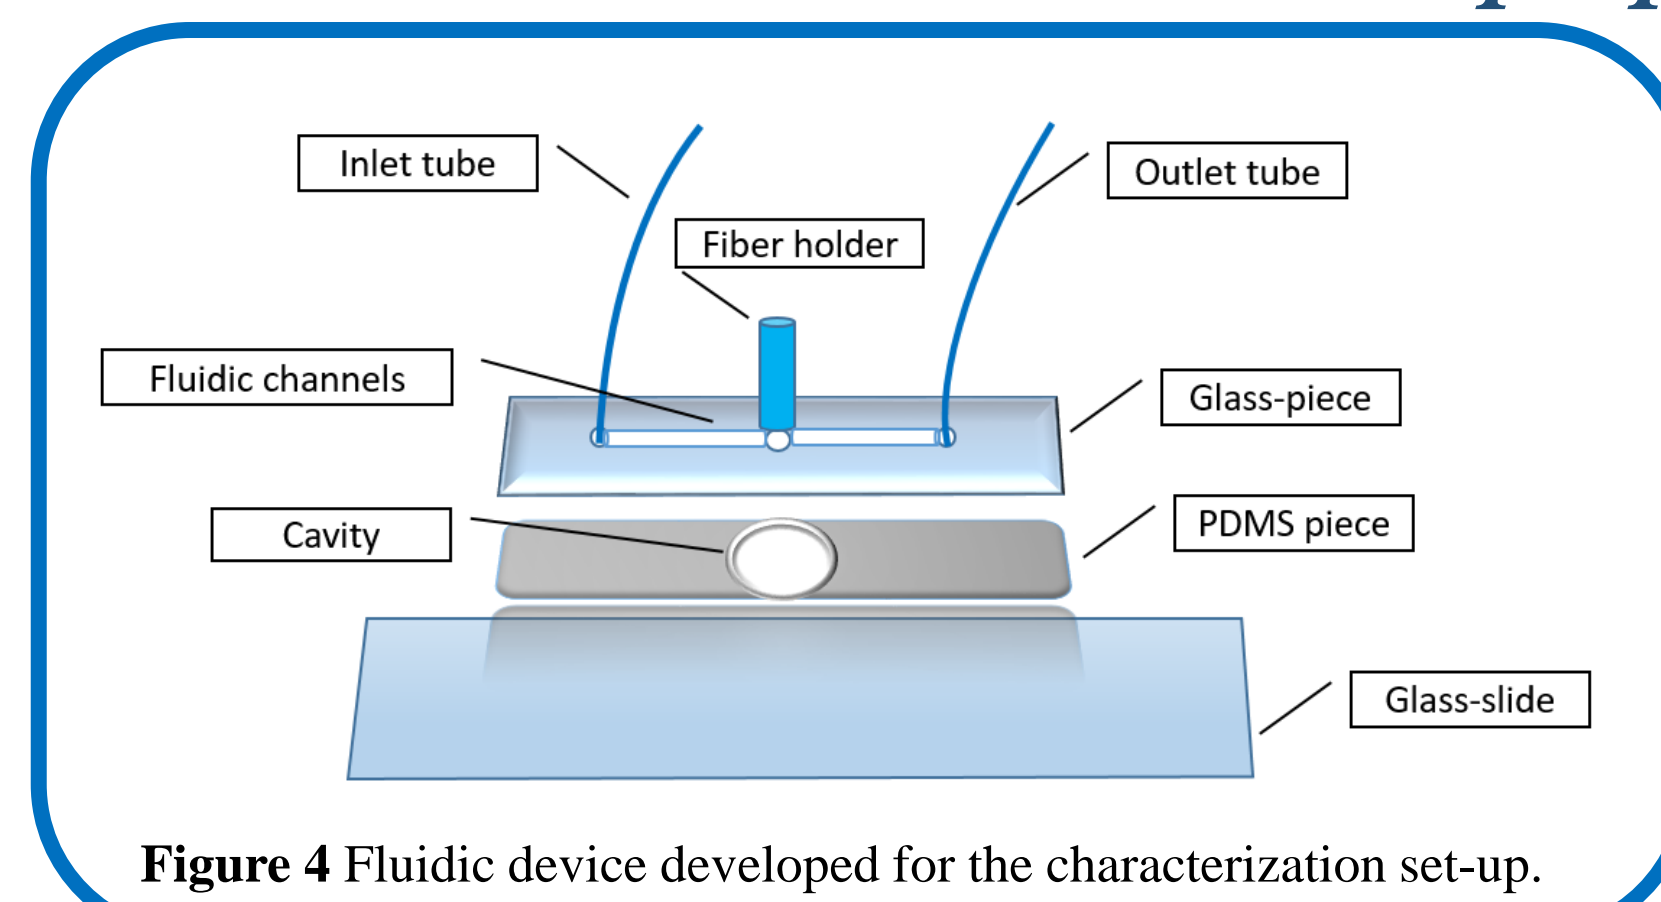 Inlet tube
Outlet tube
Fiber holder
Fluidic channels
Glass-piece
Cavity
PDMS piece
Glass-slide
Figure 4 Fluidic device developed for the characterization set-up.